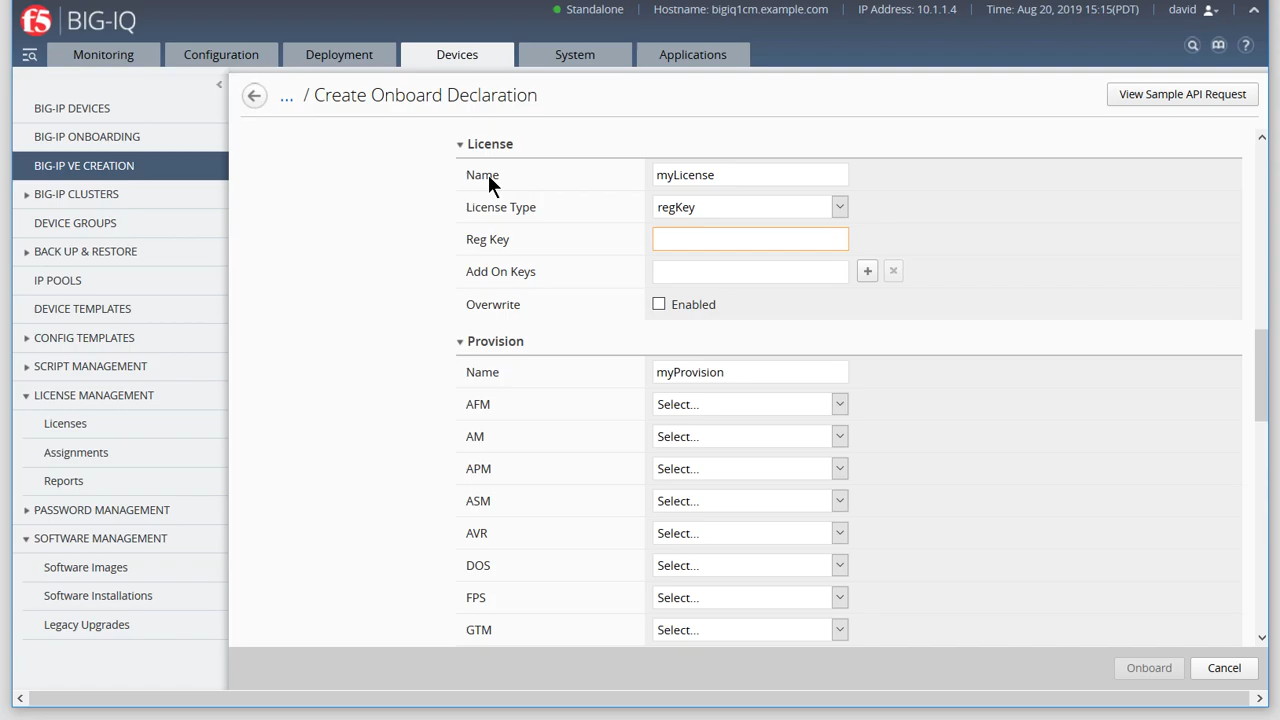 f5 BIG-IQ
Standalone
Hostname: bigiq1cm.example.com
IP Address: 10.1.1.4
Time: Aug 20, 2019 15:15(PDT)
david
Monitoring
Configuration
Deployment
Devices
System
Applications
BIG-IP DEVICES
BIG-IP ONBOARDING
BIG-IP VE CREATION
BIG-IP CLUSTERS
DEVICE GROUPS
BACK UP & RESTORE
IP POOLS
DEVICE TEMPLATES
CONFIG TEMPLATES
SCRIPT MANAGEMENT
LICENSE MANAGEMENT
Licenses
Assignments
Reports
PASSWORD MANAGEMENT
SOFTWARE MANAGEMENT
Software Images
Software Installations
Legacy Upgrades
... / Create Onboard Declaration
View Sample API Request
License
Name myLicense
License Type regKey
Reg Key
Add On Keys
Overwrite Enabled
Provision
Name myProvision
AFM Select...
AM Select...
APM Select...
ASM Select...
AVR Select...
DOS Select...
FPS Select...
GTM Select...
Onboard
Cancel